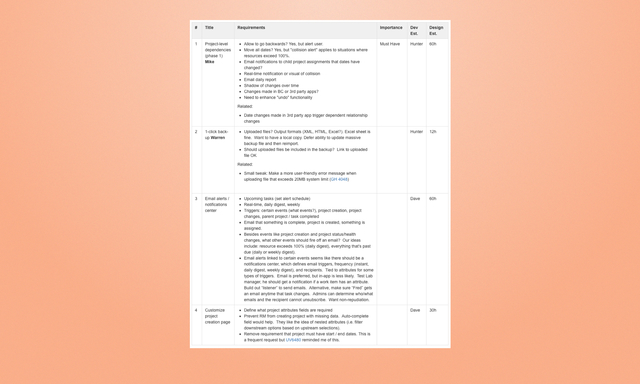 # Title Requirements Importance Dev Est. Design Est.
1 Project-level dependencies (phase 1) Mike
Allow to go backwards? Yes, but alert user.
Move all dates? Yes, but "collision alert" applies to situations where
resources exceed 100%.
Email notifications to child project assignments that dates have
changed?
Real-time notification or visual of collision
Email daily report
Shadow of changes over time
Changes made in BC or 3rd party apps?
Need to enhance "undo" functionality
Related:
Date changes made in 3rd party app trigger dependent relationship
changes
Must Have Hunter 60h
2 1-click back-up Warren
Uploaded files? Output formats (XML, HTML, Excel?). Excel sheet is
fine. Want to have a local copy. Defer ability to update massive
backup file and then reimport.
Should uploaded files be included in the backup? Link to uploaded
file OK.
Related:
Small tweak: Make a more user-friendly error message when
uploading file that exceeds 20MB system limit
Hunter 12h
3 Email alerts / notifications center
Upcoming tasks (set alert schedule)
Real-time, daily digest, weekly
Triggers: certain events (what events?), project creation, project
changes, parent project / task completed
Email that something is complete, project is created, something is
assigned.
Besides events like project creation and project status/health
changes, what other events should fire off an email? Our ideas
include: resource exceeds 100% (daily digest), everything that's past
due (daily or weekly digest).
Email alerts linked to certain events seems like there should be a
notifications center, which defines email triggers, frequency (instant,
daily digest, weekly digest), and recipients. Tied to attributes for some
types of triggers. Email is preferred, but in-app is less likely. Test Lab
manager: he should get a notification if a work item has an attribute.
Build out "listener" to send emails. Alternative, make sure "Fred" gets
an email anytime that task changes. Admins can determine who/what
emails and the recipient cannot unsubscribe. Want non-repudiation.
Dave 60h
4 Customize project creation page
Define what project attributes fields are required
Prevent RM from creating project with missing data. Auto-complete
field would help. They like the idea of nested attributes (i.e. filter
downstream options based on upstream selections).
Remove requirement that project must have start / end dates. This is
a frequent request but reminded me of this.
Dave 30h